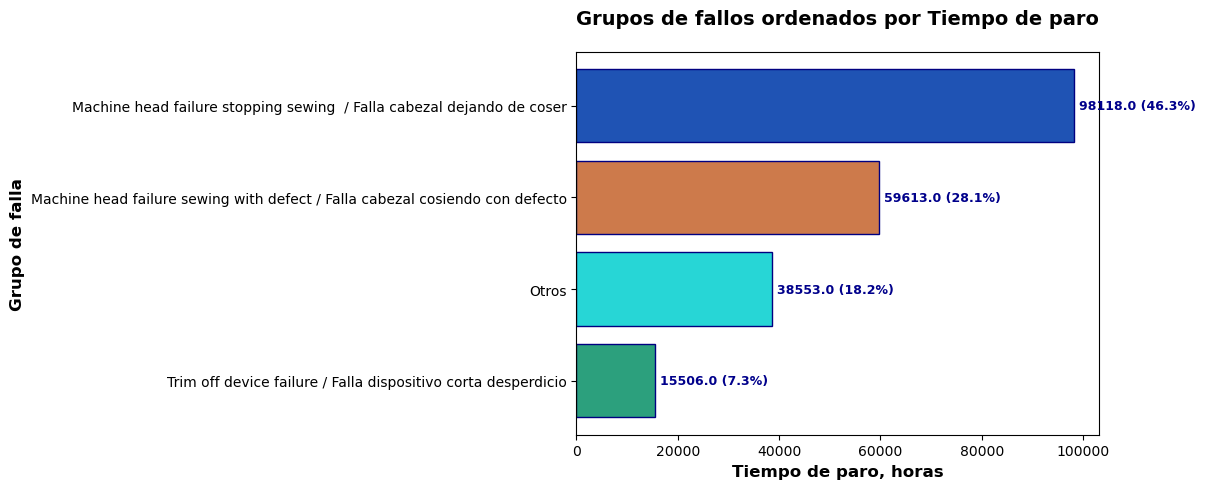 Grupos de fallos ordenados por Tiempo de paro
Grupo de falla
Machine head failure stopping sewing  / Falla cabezal dejando de coser
98118.0 (46.3%)
Machine head failure sewing with defect / Falla cabezal cosiendo con defecto
59613.0 (28.1%)
Otros
38553.0 (18.2%)
Trim off device failure / Falla dispositivo corta desperdicio
15506.0 (7.3%)
0 20000 40000 60000 80000 100000
Tiempo de paro, horas